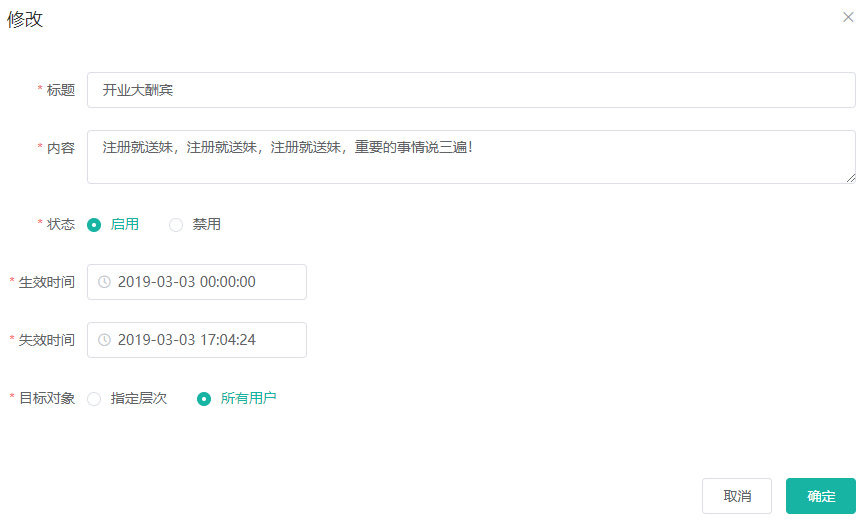 修改
* 标题 开业大酬宾
* 内容 注册就送妹，注册就送妹，注册就送妹，重要的事情说三遍！
* 状态 启用 禁用
* 生效时间 2019-03-03 00:00:00
* 失效时间 2019-03-03 17:04:24
* 目标对象 指定层次 所有用户
取消 确定